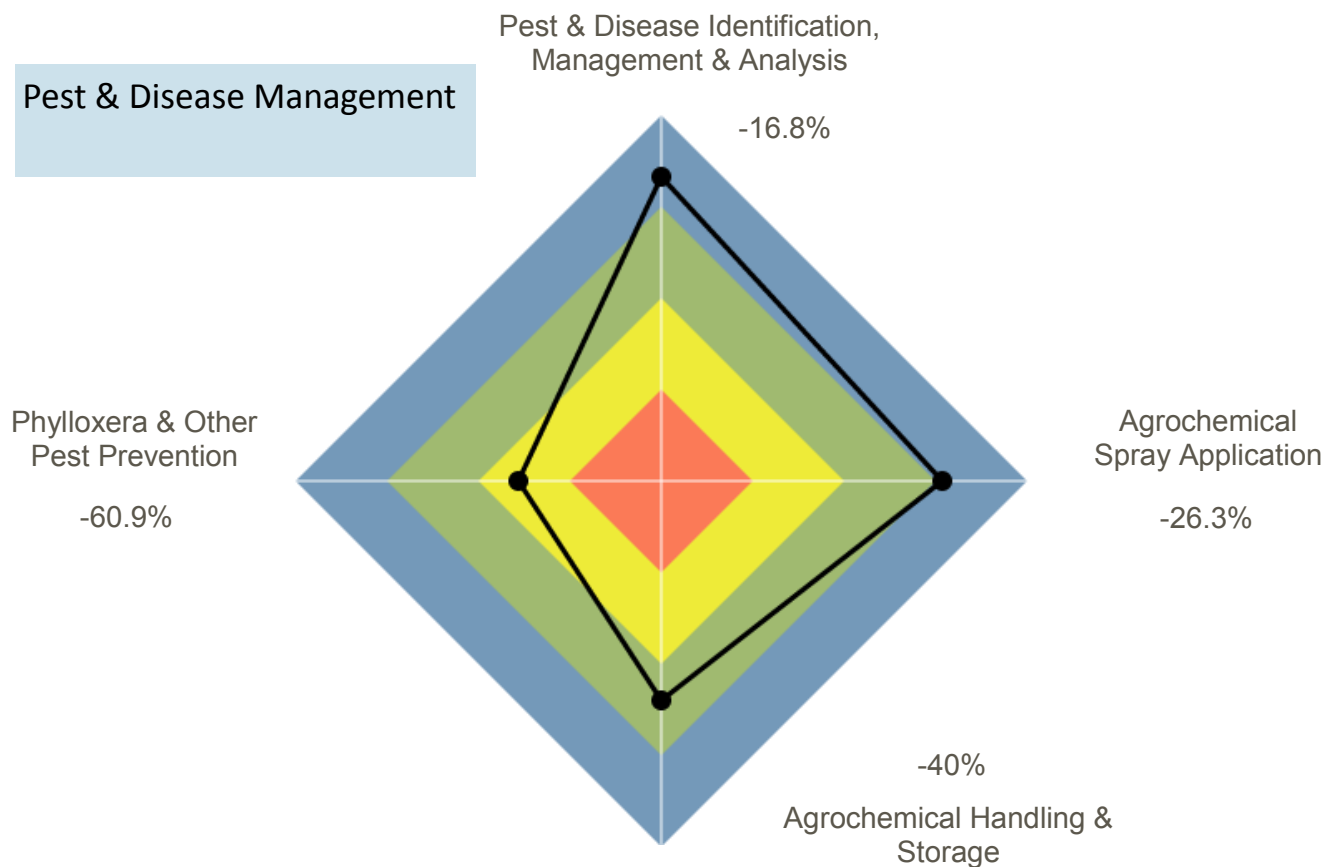 Pest & Disease Identification,
Management & Analysis
Pest & Disease Management
-16.8%
Phylloxera & Other
Pest Prevention
-60.9%
Agrochemical
Spray Application
-26.3%
-40%
Agrochemical Handling &
Storage